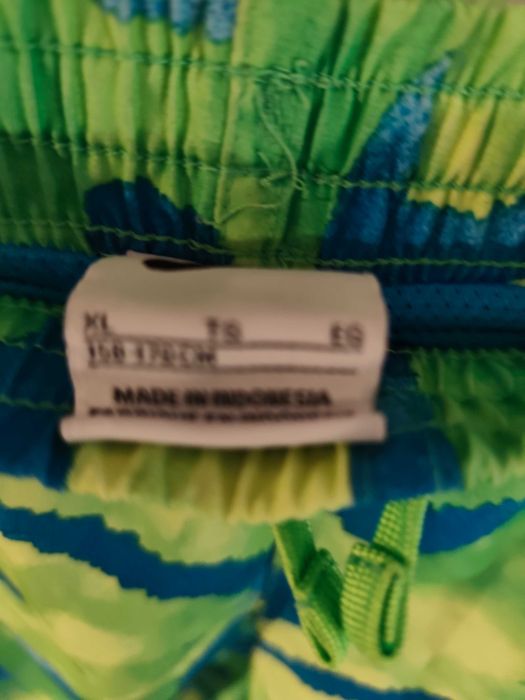 XL TG EG
158-170 CM
MADE IN INDONESIA